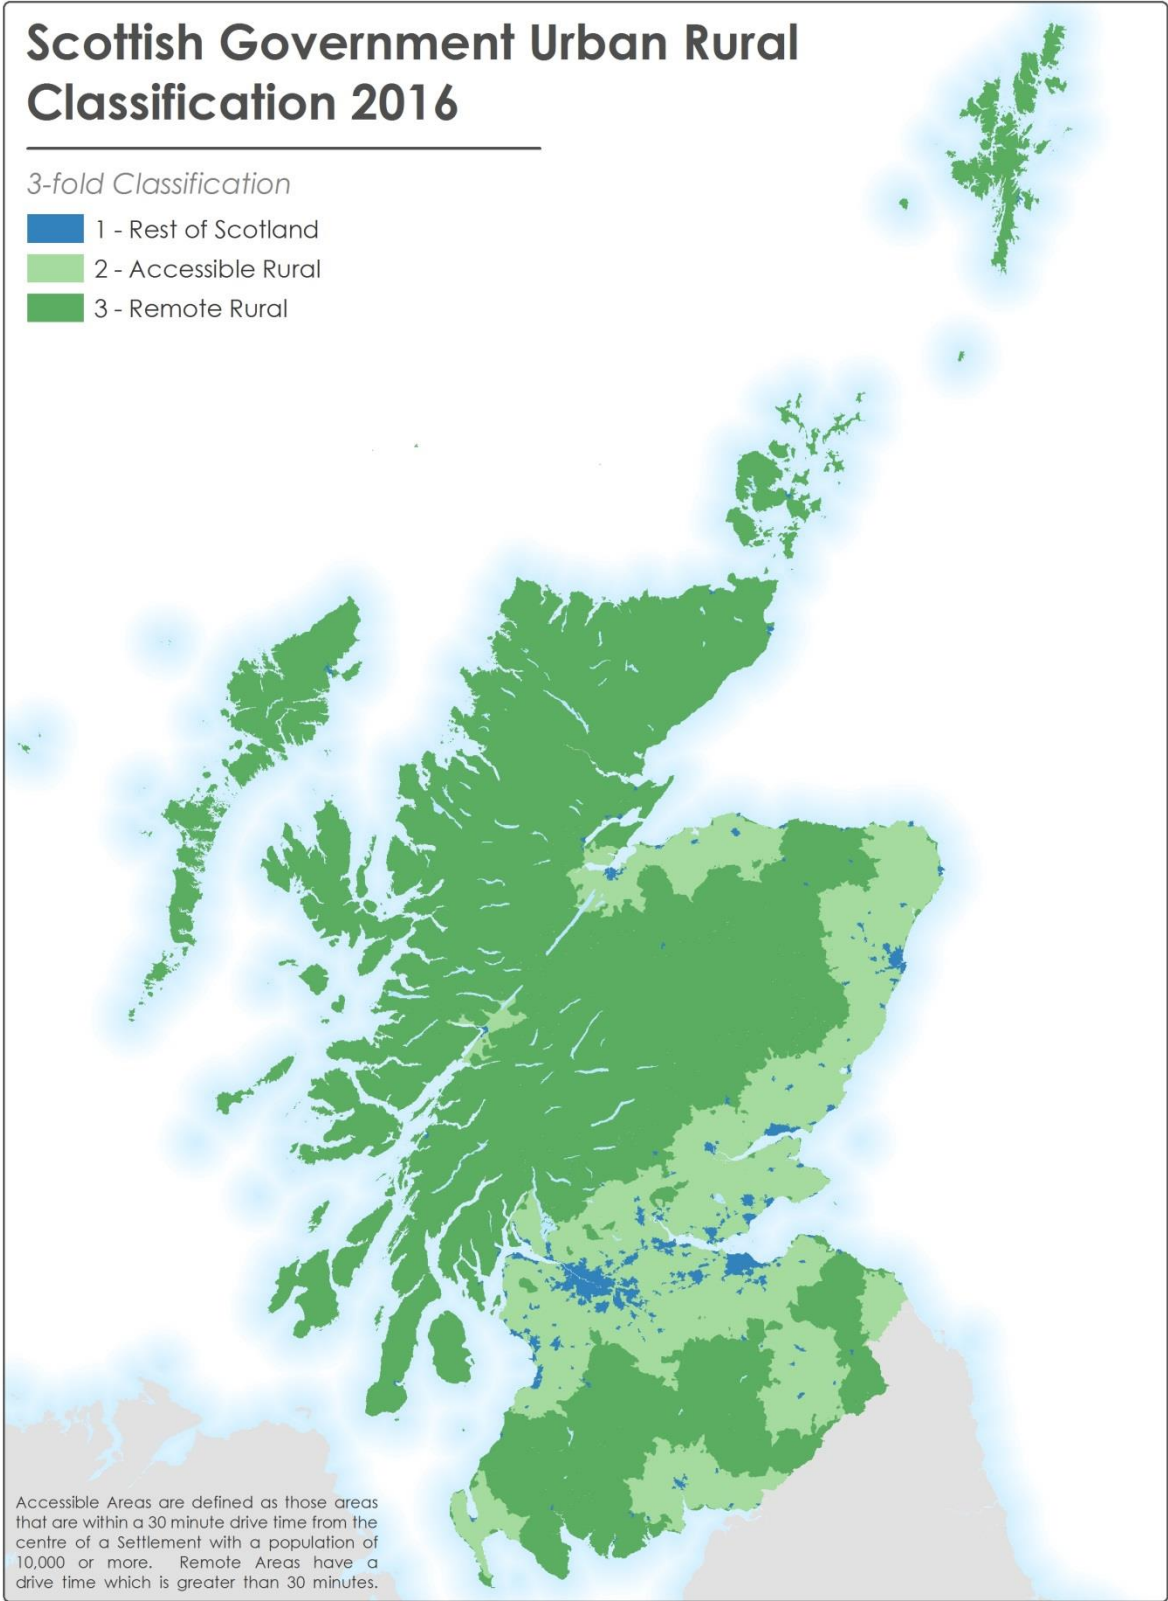 Scottish Government Urban Rural
Classification 2016
3-fold Classification
1 - Rest of Scotland
2 - Accessible Rural
3 - Remote Rural
Accessible Areas are defined as those areas
that are within a 30 minute drive time from the
centre of a Settlement with a population of
10,000 or more. Remote Areas have a
drive time which is greater than 30 minutes.